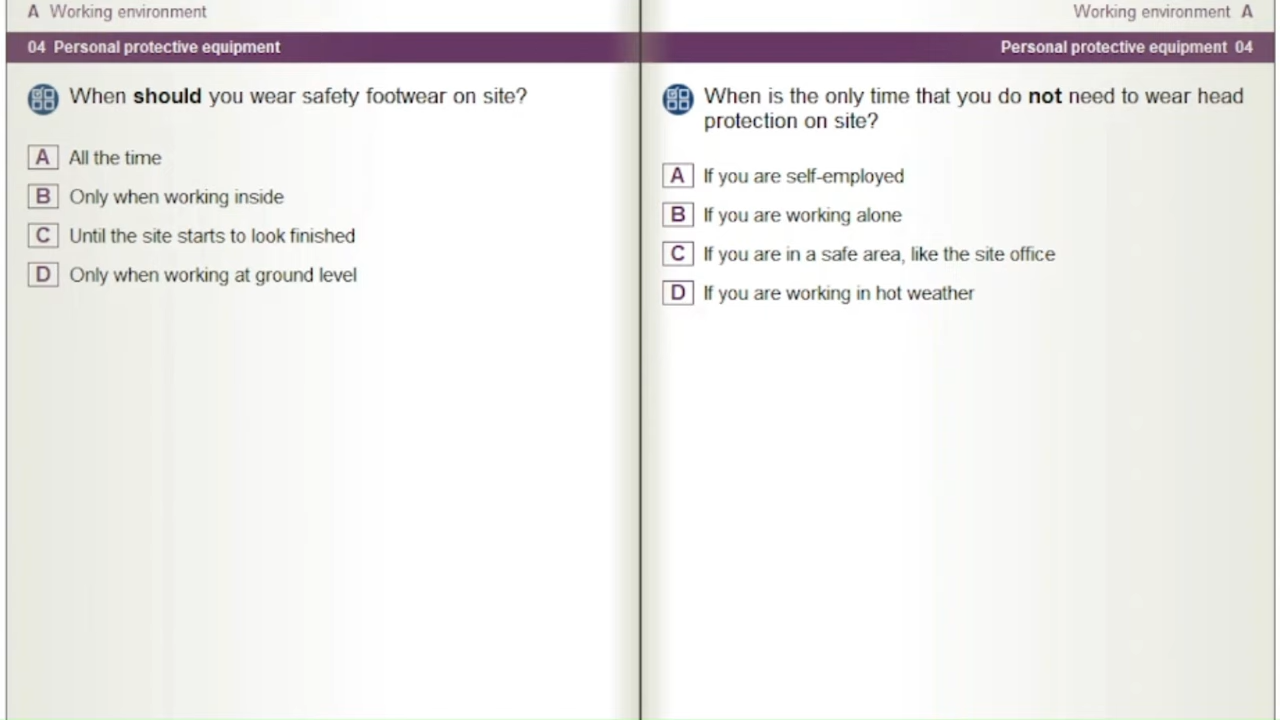 A Working environment
04 Personal protective equipment
When should you wear safety footwear on site?
A All the time
B Only when working inside
C Until the site starts to look finished
D Only when working at ground level
Working environment A
Personal protective equipment 04
When is the only time that you do not need to wear head
protection on site?
A If you are self-employed
B If you are working alone
C If you are in a safe area, like the site office
D If you are working in hot weather